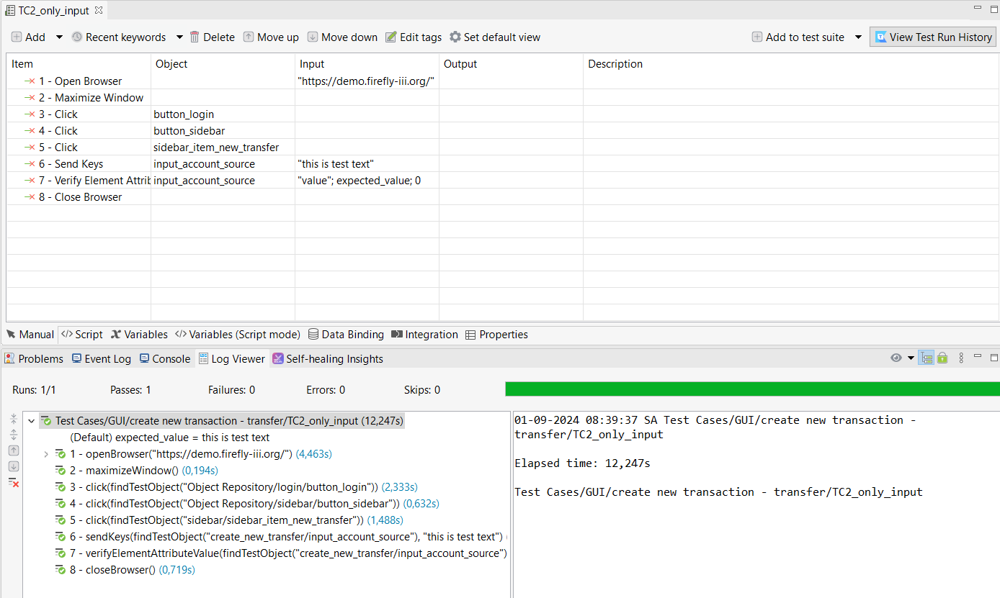 TC2_only_input
Add Recent keywords Delete Move up Move down Edit tags Set default view Add to test suite View Test Run History
Item Object Input Output Description
1 - Open Browser "https://demo.firefly-iii.org/"
2 - Maximize Window
3 - Click button_login
4 - Click button_sidebar
5 - Click sidebar_item_new_transfer
6 - Send Keys input_account_source "this is test text"
7 - Verify Element Attrib input_account_source "value"; expected_value; 0
8 - Close Browser
Manual Script Variables Variables (Script mode) Data Binding Integration Properties
Problems Event Log Console Log Viewer Self-healing Insights
Runs: 1/1 Passes: 1 Failures: 0 Errors: 0 Skips: 0
Test Cases/GUI/create new transaction - transfer/TC2_only_input (12,247s)
(Default) expected_value = this is test text
1 - openBrowser("https://demo.firefly-iii.org/") (4,463s)
2 - maximizeWindow() (0,194s)
3 - click(findTestObject("Object Repository/login/button_login")) (2,333s)
4 - click(findTestObject("Object Repository/sidebar/button_sidebar")) (0,632s)
5 - click(findTestObject("sidebar/sidebar_item_new_transfer")) (1,488s)
6 - sendKeys(findTestObject("create_new_transfer/input_account_source"), "this is test text") (
7 - verifyElementAttributeValue(findTestObject("create_new_transfer/input_account_source")
8 - closeBrowser() (0,719s)
01-09-2024 08:39:37 SA Test Cases/GUI/create new transaction -
transfer/TC2_only_input
Elapsed time: 12,247s
Test Cases/GUI/create new transaction - transfer/TC2_only_input